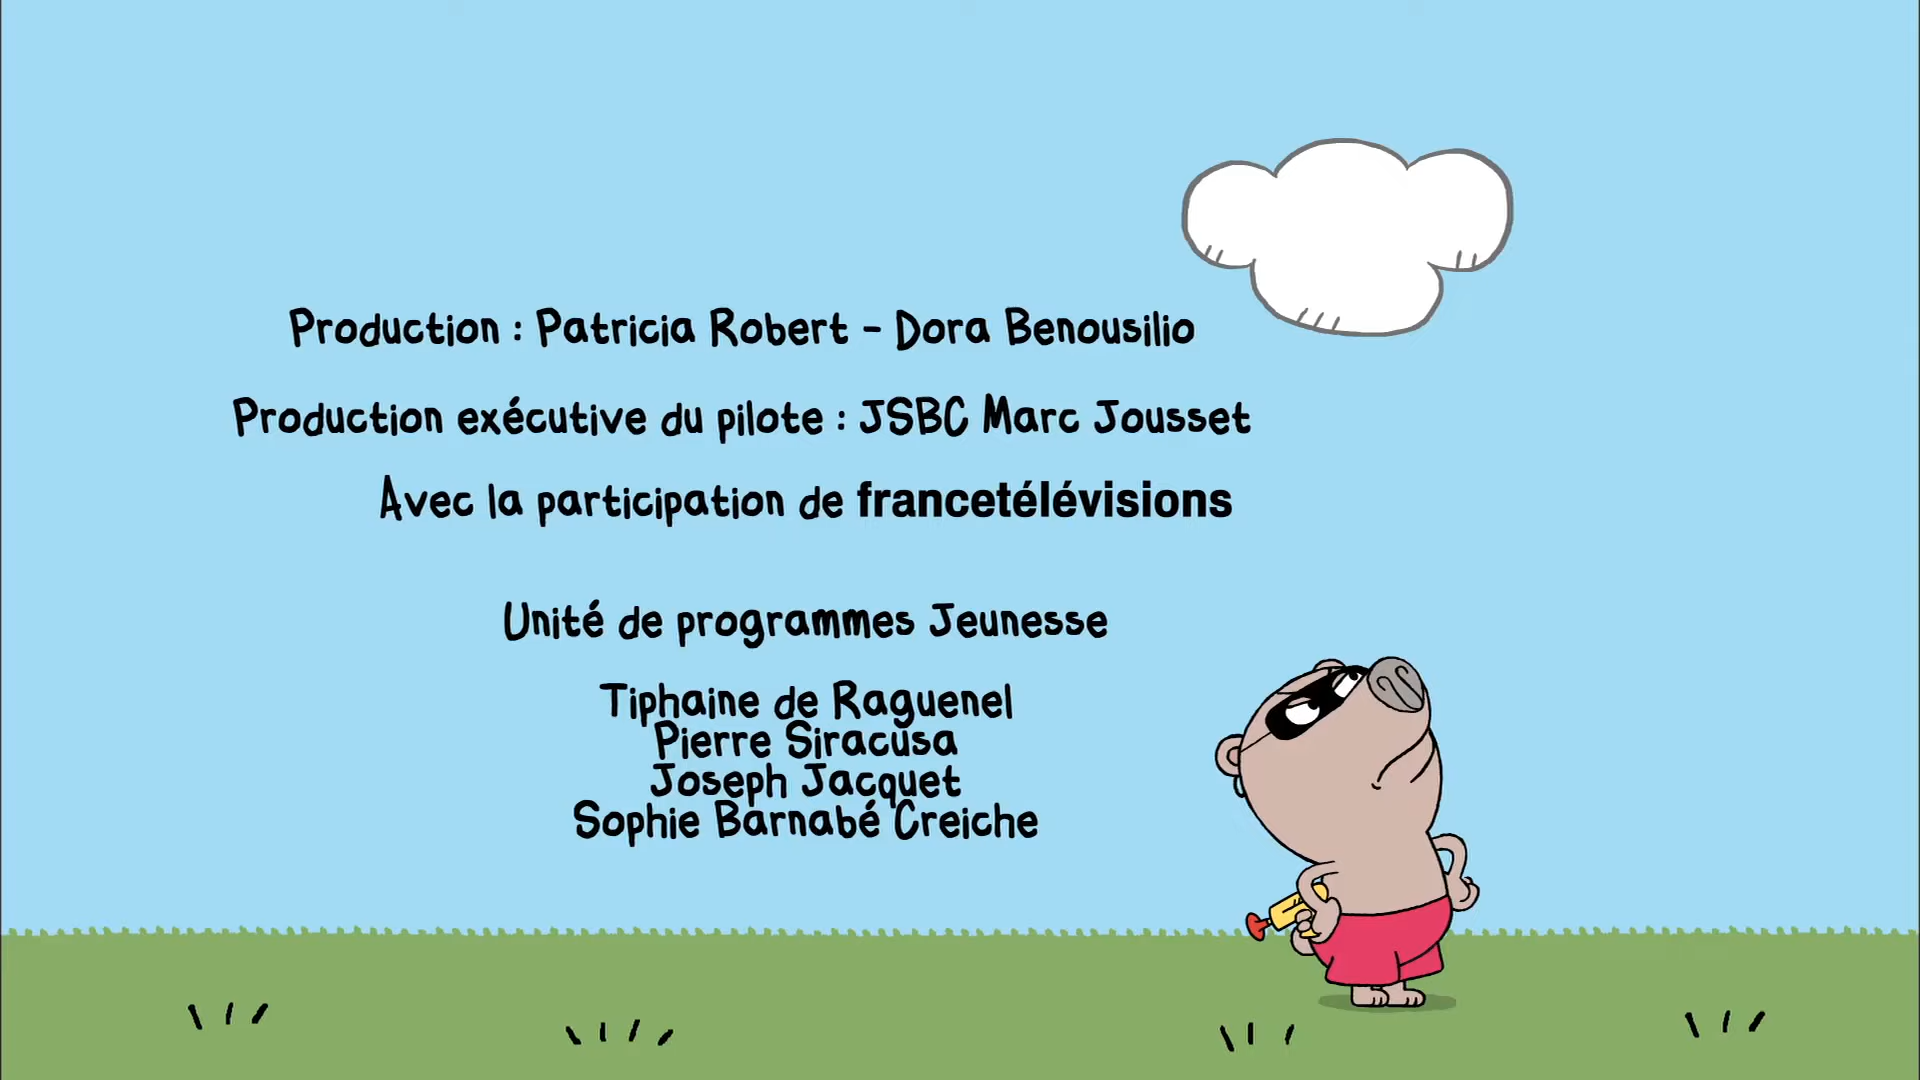 Production : Patricia Robert - Dora Benousilio
Production exécutive du pilote : JSBC Marc Jousset
Avec la participation de francetélévisions
Unité de programmes Jeunesse
Tiphaine de Raguenel
Pierre Siracusa
Joseph Jacquet
Sophie Barnabé Creiche